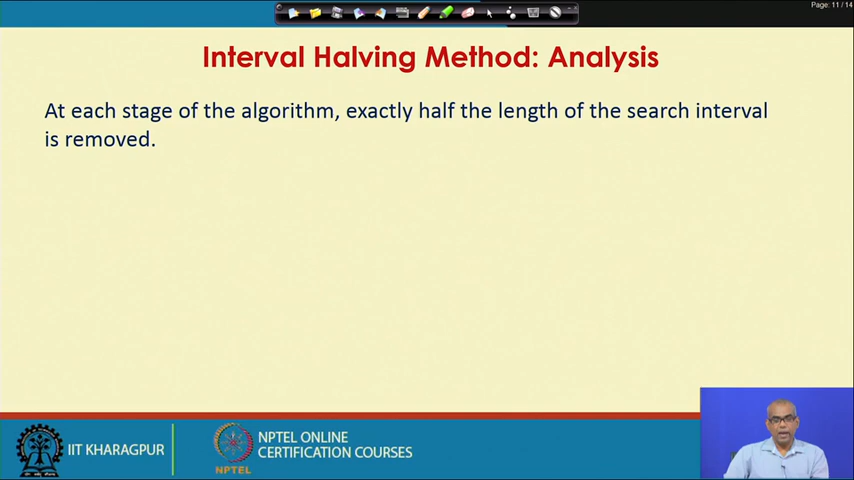 Page: 11 / 14
Interval Halving Method: Analysis
At each stage of the algorithm, exactly half the length of the search interval
is removed.
IIT KHARAGPUR
NPTEL
NPTEL ONLINE
CERTIFICATION COURSES